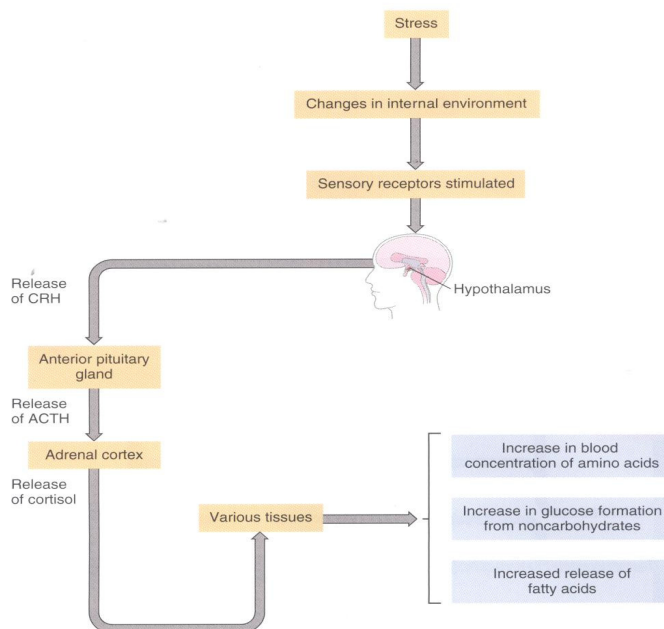 Stress
Changes in internal environment
Sensory receptors stimulated
Hypothalamus
Release
of CRH
Anterior pituitary
gland
Release
of ACTH
Adrenal cortex
Release
of cortisol
Various tissues
Increase in blood
concentration of amino acids
Increase in glucose formation
from noncarbohydrates
Increased release of
fatty acids